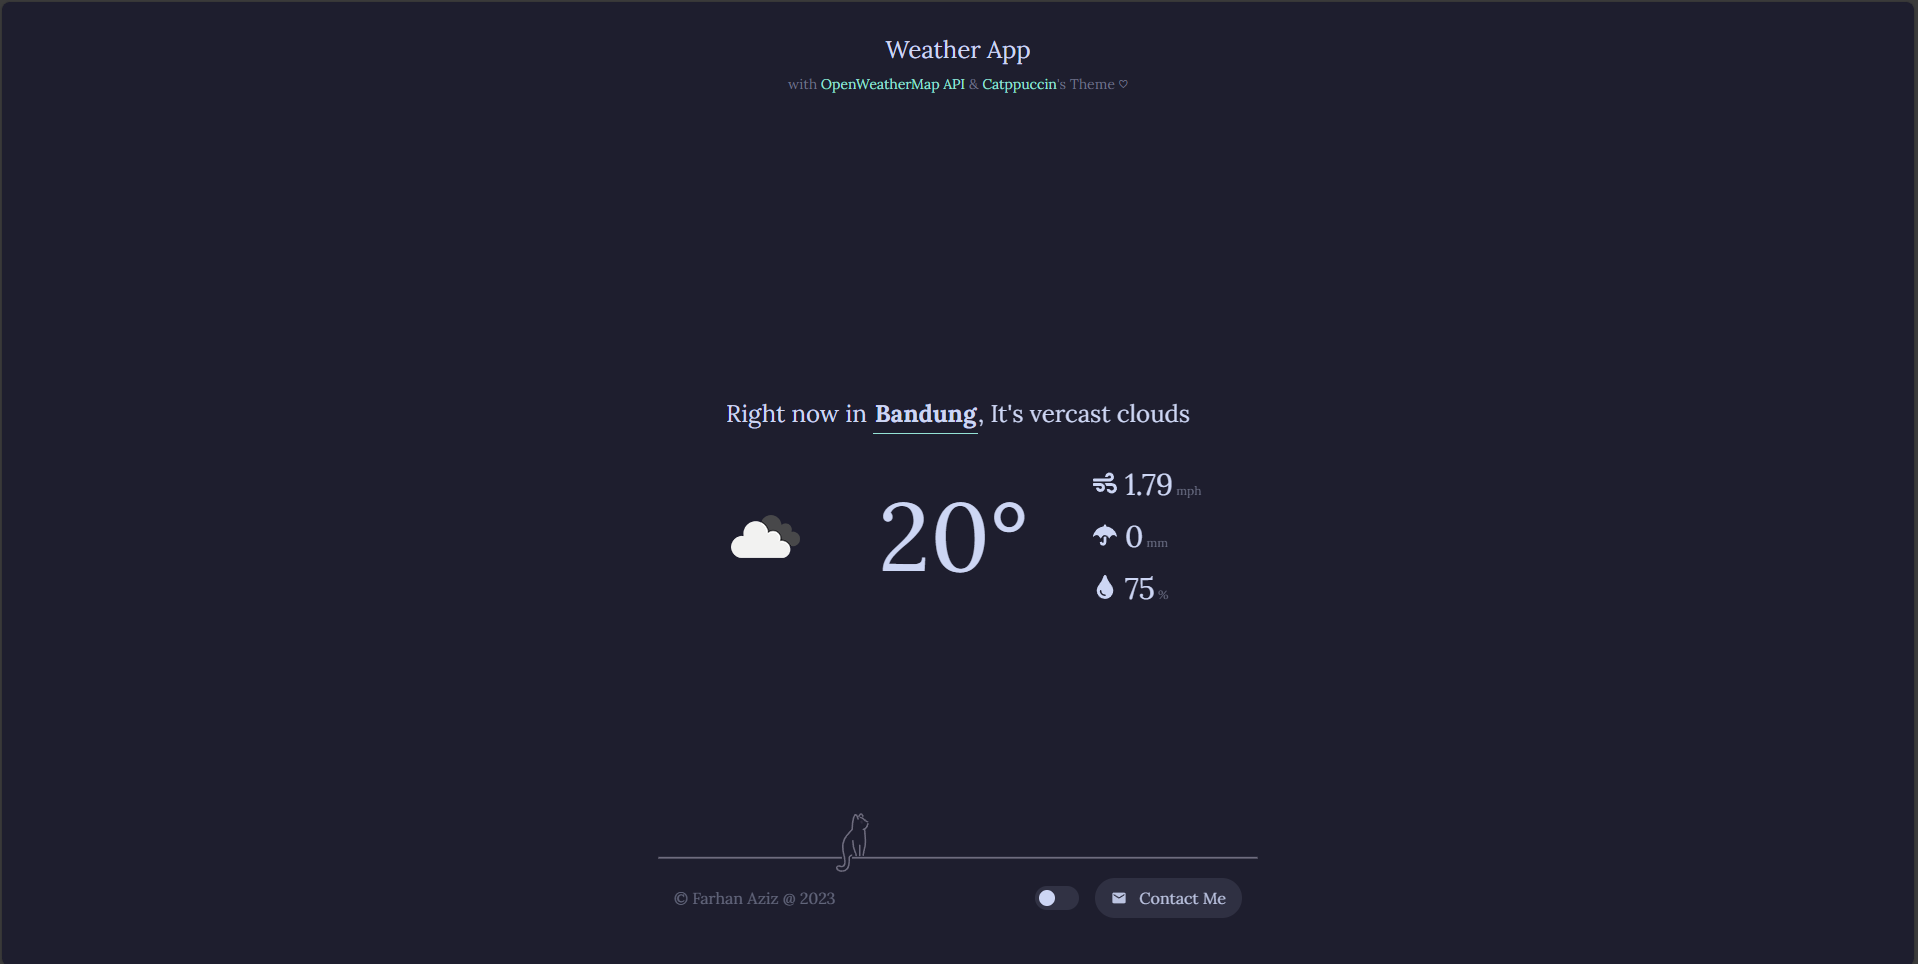 Weather App
with OpenWeatherMap API & Catppuccin's Theme ♡
Right now in Bandung, It's vercast clouds
20°
1.79 mph
0 mm
75 %
© Farhan Aziz @ 2023
Contact Me